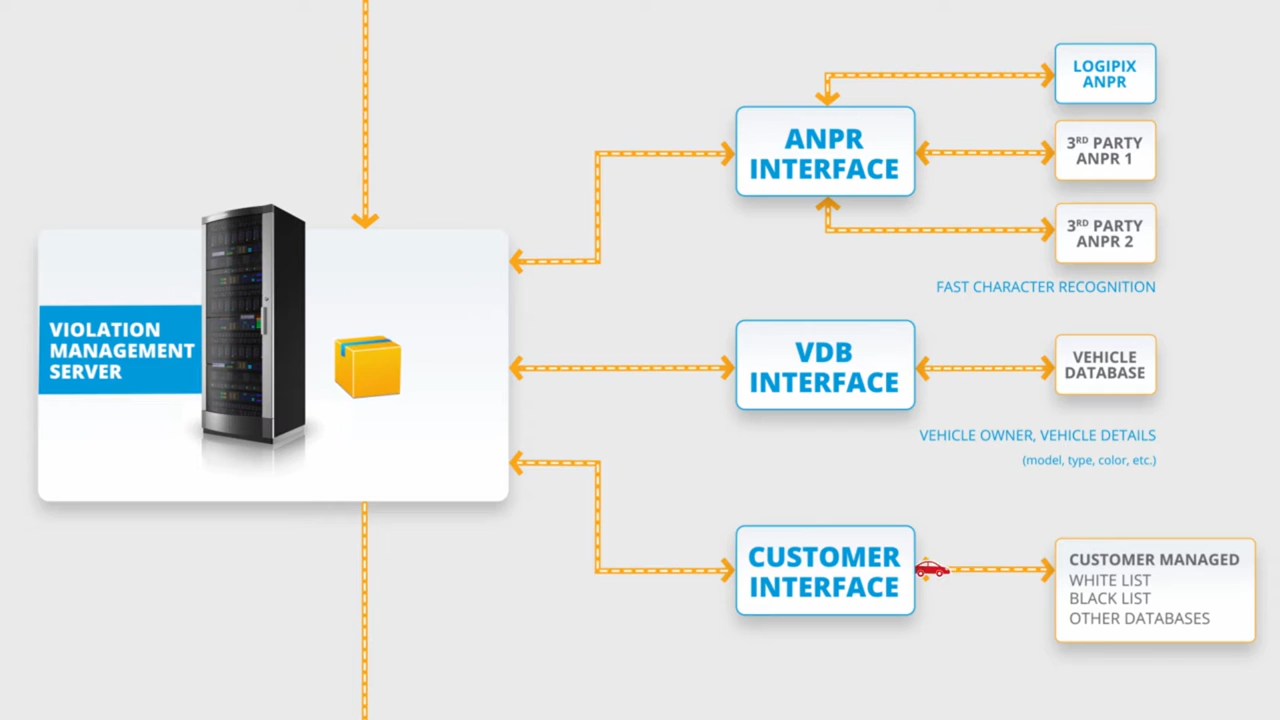 LOGIPIX
ANPR
ANPR
INTERFACE
3RD PARTY
ANPR 1
3RD PARTY
ANPR 2
FAST CHARACTER RECOGNITION
VIOLATION
MANAGEMENT
SERVER
VDB
INTERFACE
VEHICLE
DATABASE
VEHICLE OWNER, VEHICLE DETAILS
(model, type, color, etc.)
CUSTOMER
INTERFACE
CUSTOMER MANAGED
WHITE LIST
BLACK LIST
OTHER DATABASES